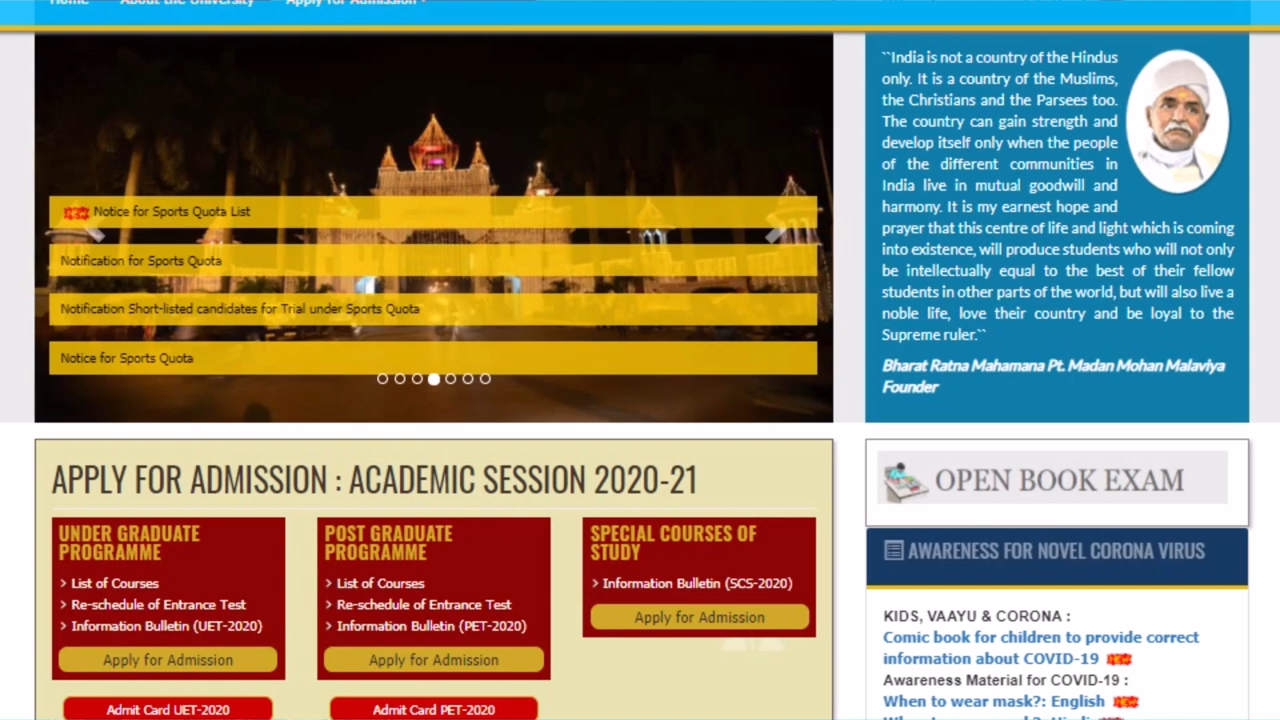 Home About the University Apply for Admission
Notice for Sports Quota List
Notification for Sports Quota
Notification Short-listed candidates for Trial under Sports Quota
Notice for Sports Quota
``India is not a country of the Hindus
only. It is a country of the Muslims,
the Christians and the Parsees too.
The country can gain strength and
develop itself only when the people
of the different communities in
India live in mutual goodwill and
harmony. It is my earnest hope and
prayer that this centre of life and light which is coming
into existence, will produce students who will not only
be intellectually equal to the best of their fellow
students in other parts of the world, but will also live a
noble life, love their country and be loyal to the
Supreme ruler.``
Bharat Ratna Mahamana Pt. Madan Mohan Malaviya
Founder
APPLY FOR ADMISSION : ACADEMIC SESSION 2020-21
UNDER GRADUATE
PROGRAMME
> List of Courses
> Re-schedule of Entrance Test
> Information Bulletin (UET-2020)
Apply for Admission
Admit Card UET-2020
POST GRADUATE
PROGRAMME
> List of Courses
> Re-schedule of Entrance Test
> Information Bulletin (PET-2020)
Apply for Admission
Admit Card PET-2020
SPECIAL COURSES OF
STUDY
> Information Bulletin (SCS-2020)
Apply for Admission
OPEN BOOK EXAM
AWARENESS FOR NOVEL CORONA VIRUS
KIDS, VAAYU & CORONA :
Comic book for children to provide correct
information about COVID-19
Awareness Material for COVID-19 :
When to wear mask?: English